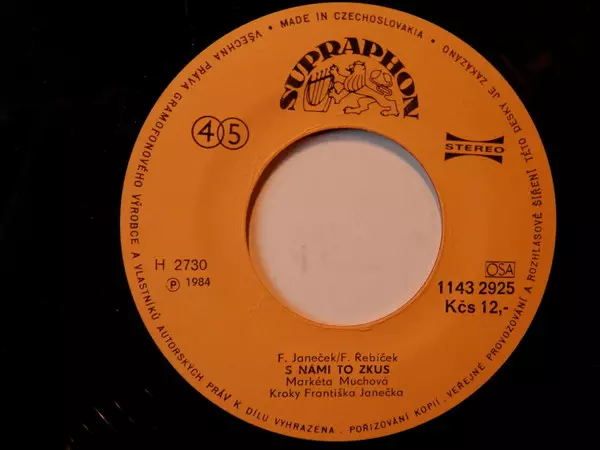 VŠECHNA PRÁVA GRAMOFONOVÉHO VÝROBCE A VLASTNÍKŮ AUTORSKÝCH PRÁV K DÍLU VYHRAZENA. POŘIZOVÁNÍ KOPIÍ, VEŘEJNÉ PROVOZOVÁNÍ A ROZHLASOVÉ ŠÍŘENÍ TÉTO DESKY JE ZAKÁZÁNO • MADE IN CZECHOSLOVAKIA •
SUPRAPHON
45
STEREO
H 2730
Ⓟ 1984
OSA
1143 2925
Kčs 12,-
F. Janeček/F. Řebíček
S NÁMI TO ZKUS
Markéta Muchová
Kroky Františka Janečka